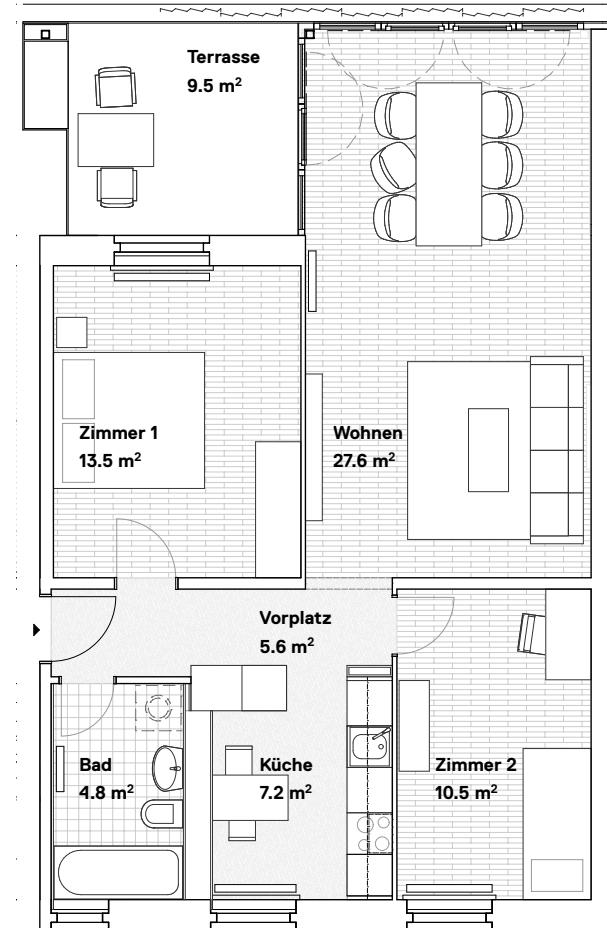 Terrasse
9.5 m²
Zimmer 1
13.5 m²
Wohnen
27.6 m²
Vorplatz
5.6 m²
Bad
4.8 m²
Küche
7.2 m²
Zimmer 2
10.5 m²